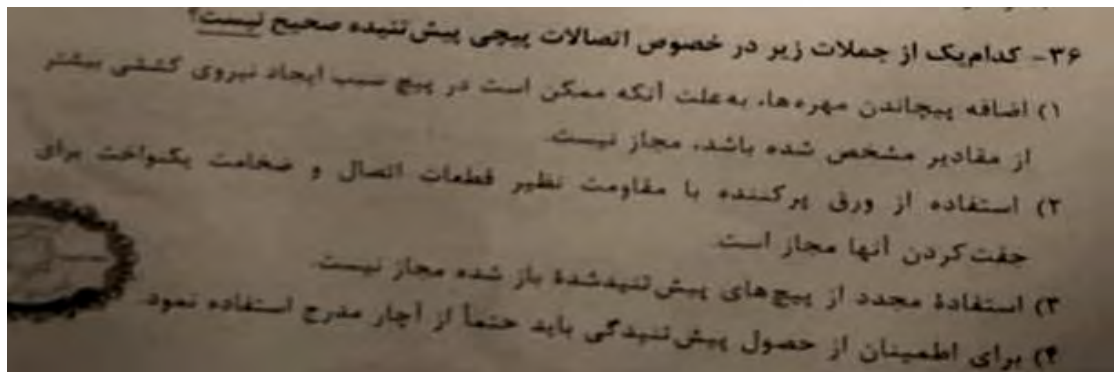 ۳۶- کدام‌یک از جملات زیر در خصوص اتصالات پیچی پیش‌تنیده صحیح نیست؟
۱) اضافه پیچاندن مهره‌ها، به‌علت آنکه ممکن است در پیچ سبب ایجاد نیروی کششی بیشتر
از مقادیر مشخص شده باشد، مجاز نیست.
۲) استفاده از ورق پرکننده با مقاومت نظیر قطعات اتصال و ضخامت یکنواخت برای
جفت‌کردن آنها مجاز است.
۳) استفادهٔ مجدد از پیچ‌های پیش‌تنیدشدهٔ باز شده مجاز نیست.
۴) برای اطمینان از حصول پیش‌تنیدگی باید حتماً از آچار مدرج استفاده نمود.